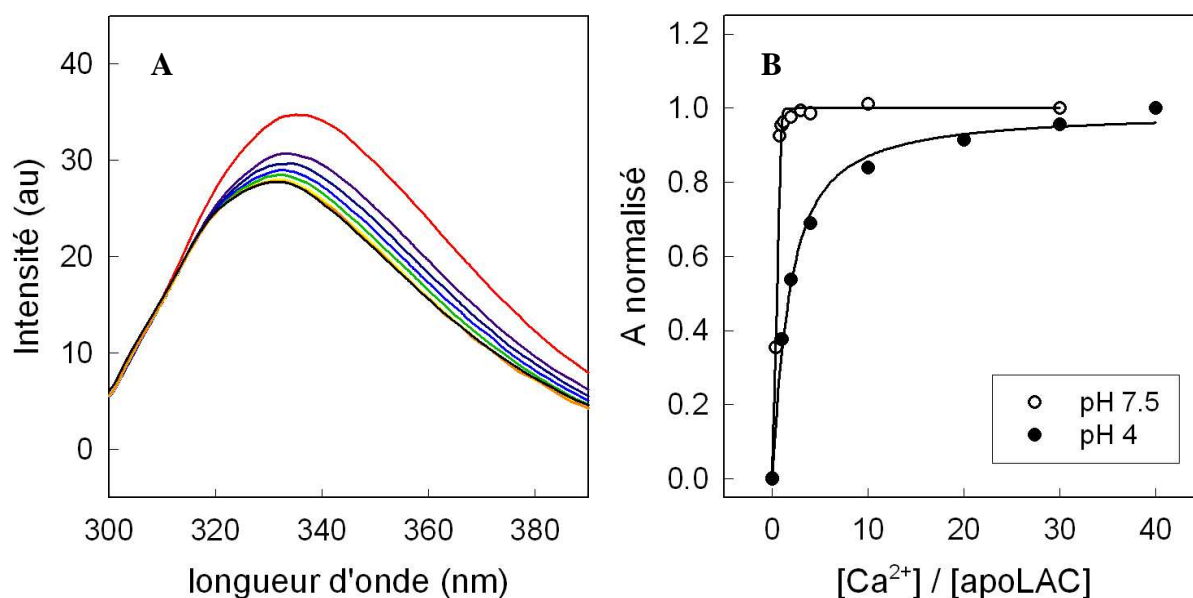 A
40
30
20
10
0
Intensité (au)
300 320 340 360 380
longueur d'onde (nm)
B
1.2
1.0
0.8
0.6
0.4
0.2
0.0
A normalisé
pH 7.5
pH 4
0 10 20 30 40
[Ca²⁺] / [apoLAC]